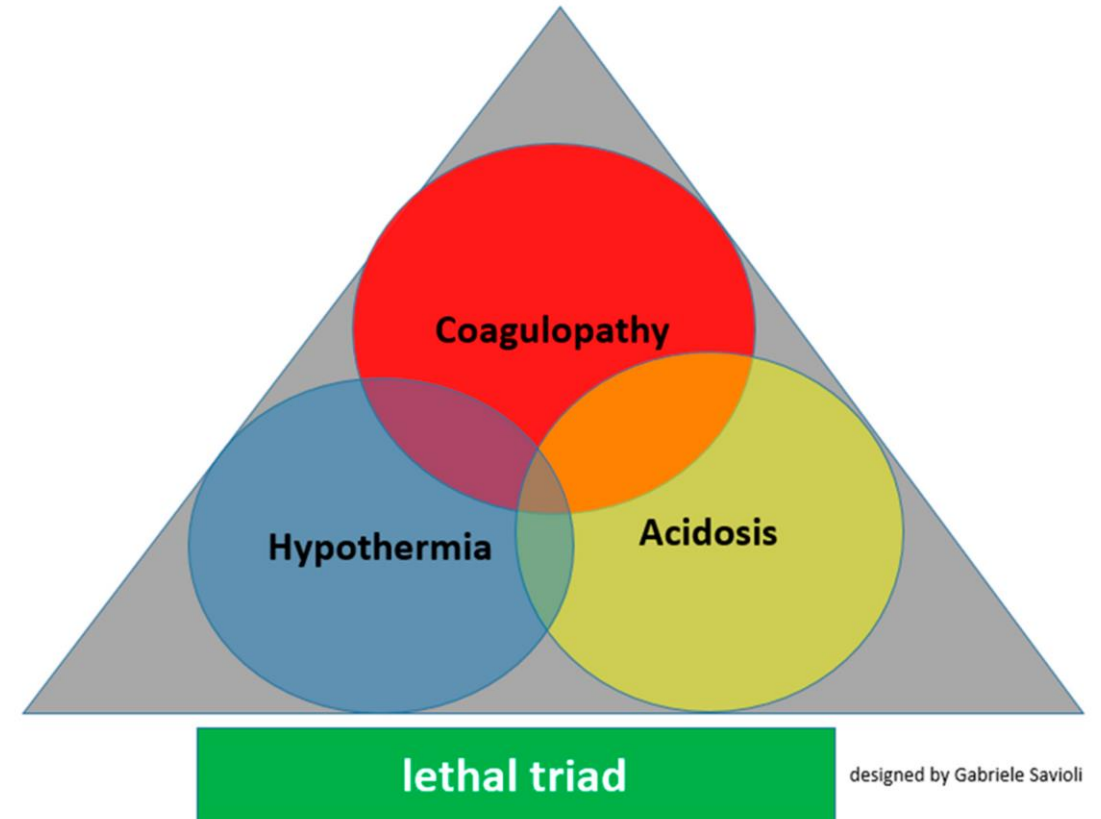 Coagulopathy
Hypothermia
Acidosis
lethal triad
designed by Gabriele Savioli